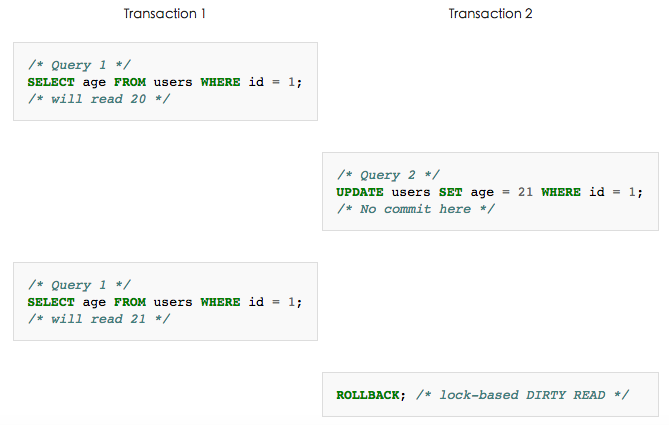 Transaction 1
Transaction 2
/* Query 1 */
SELECT age FROM users WHERE id = 1;
/* will read 20 */
/* Query 2 */
UPDATE users SET age = 21 WHERE id = 1;
/* No commit here */
/* Query 1 */
SELECT age FROM users WHERE id = 1;
/* will read 21 */
ROLLBACK; /* lock-based DIRTY READ */